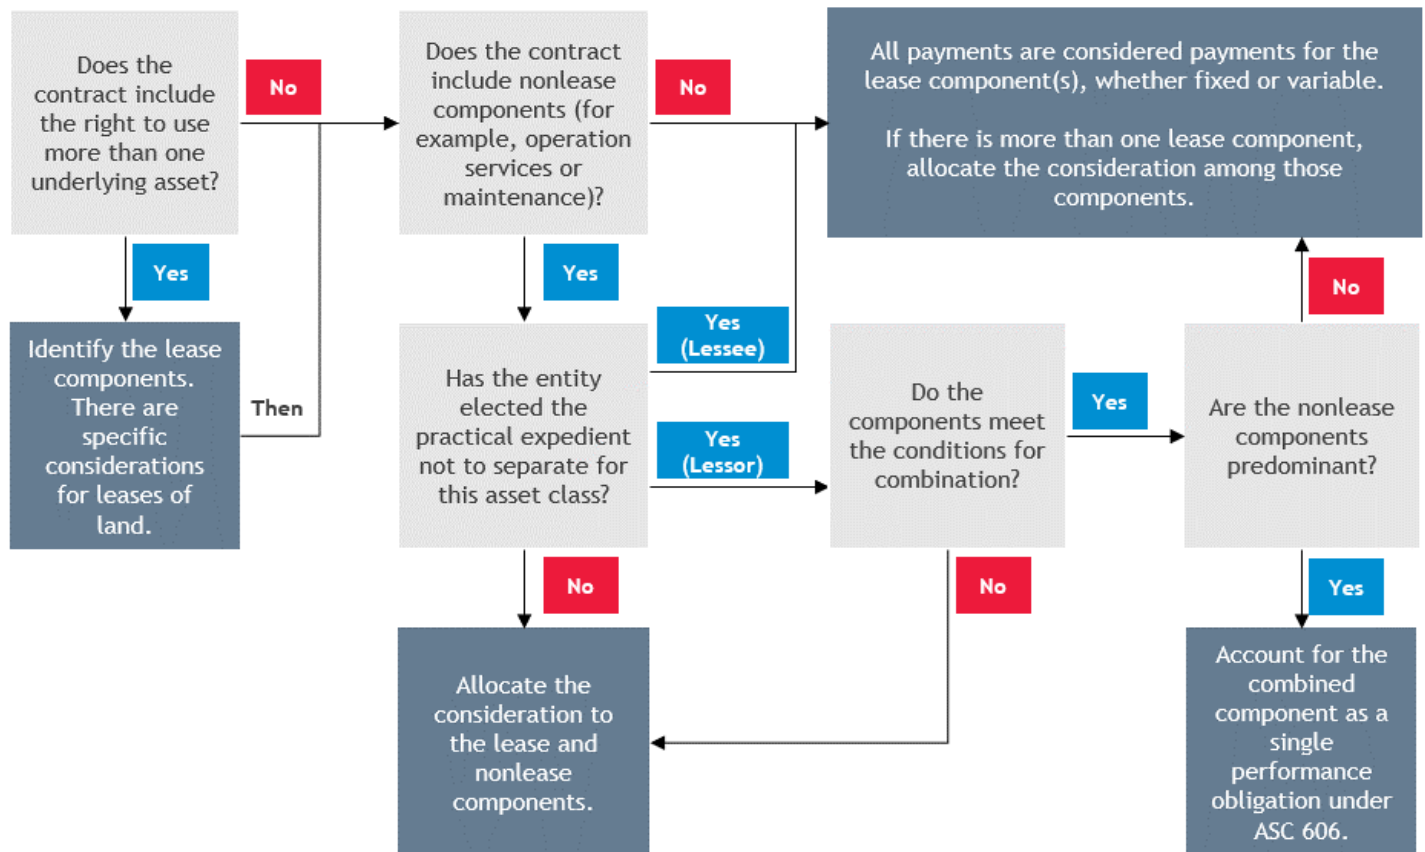 Does the
contract include
the right to use
more than one
underlying asset?
No
Does the contract
include nonlease
components (for
example, operation
services or
maintenance)?
No
All payments are considered payments for the
lease component(s), whether fixed or variable.
If there is more than one lease component,
allocate the consideration among those
components.
Yes
Yes
No
Identify the lease
components.
There are
specific
considerations
for leases of
land.
Then
Has the entity
elected the
practical expedient
not to separate for
this asset class?
Yes
(Lessee)
Yes
(Lessor)
Do the
components meet
the conditions for
combination?
Yes
Are the nonlease
components
predominant?
No
No
Yes
Allocate the
consideration to
the lease and
nonlease
components.
Account for the
combined
component as a
single
performance
obligation under
ASC 606.